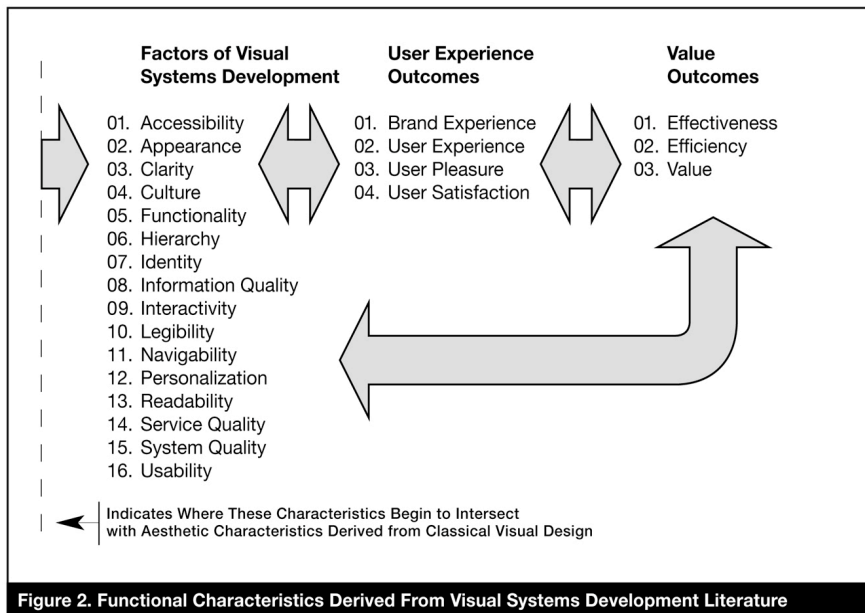 Factors of Visual
Systems Development
01. Accessibility
02. Appearance
03. Clarity
04. Culture
05. Functionality
06. Hierarchy
07. Identity
08. Information Quality
09. Interactivity
10. Legibility
11. Navigability
12. Personalization
13. Readability
14. Service Quality
15. System Quality
16. Usability
User Experience
Outcomes
01. Brand Experience
02. User Experience
03. User Pleasure
04. User Satisfaction
Value
Outcomes
01. Effectiveness
02. Efficiency
03. Value
Indicates Where These Characteristics Begin to Intersect
with Aesthetic Characteristics Derived from Classical Visual Design
Figure 2. Functional Characteristics Derived From Visual Systems Development Literature